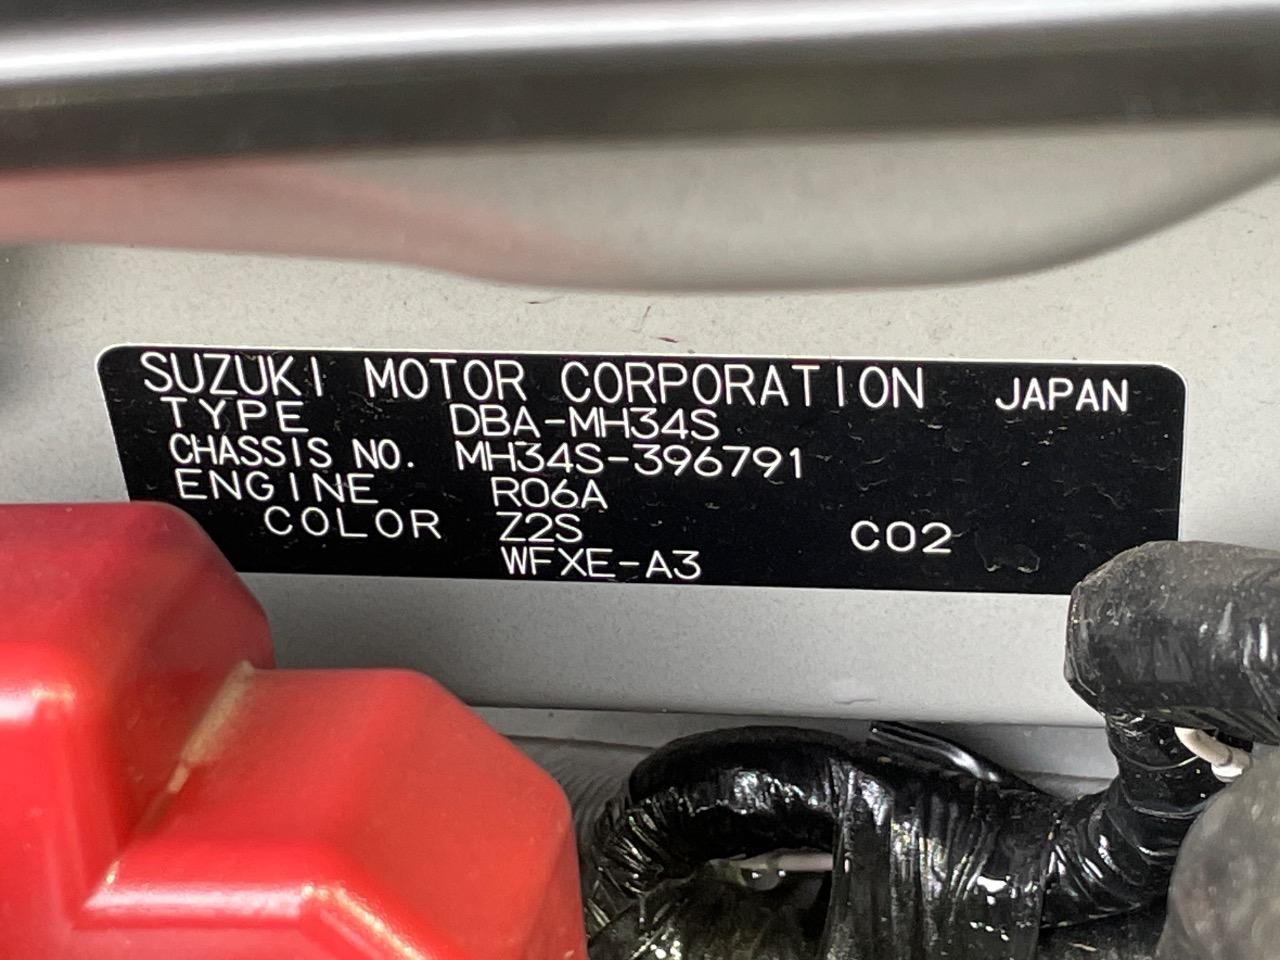 SUZUKI MOTOR CORPORATION JAPAN
TYPE DBA-MH34S
CHASSIS NO. MH34S-396791
ENGINE R06A
COLOR Z2S C02
WFXE-A3